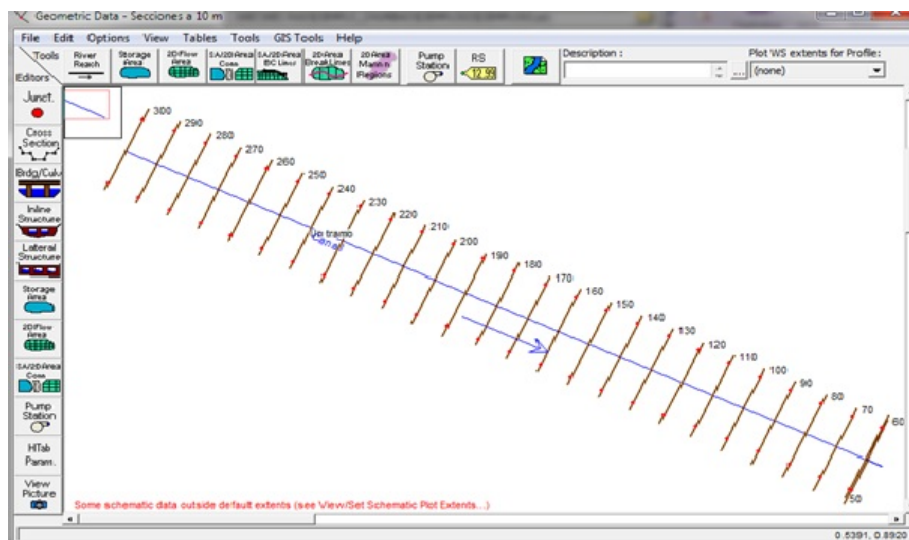 Geometric Data - Secciones a 10 m
File Edit Options View Tables Tools GIS Tools Help
Tools
Editors
River Reach
Storage Area
2D Flow Area
SA/2D Area Conn
SA/2D Area BC Lines
2D Area BreakLines
2D Area Mann n Regions
Pump Station
RS
Description :
...
Plot WS extents for Profile:
(none)
Junct.
Cross Section
Brdg/Culv
Inline Structure
Lateral Structure
Storage Area
2D Flow Area
SA/2D Area Conn
Pump Station
HTab Param.
View Picture
300
290
280
270
260
250
240
230
220
210
200
190
180
170
160
150
140
130
120
110
100
90
80
70
60
50
tramo
Canal
Some schematic data outside default extents (see View/Set Schematic Plot Extents...)
0.5391, 0.8920